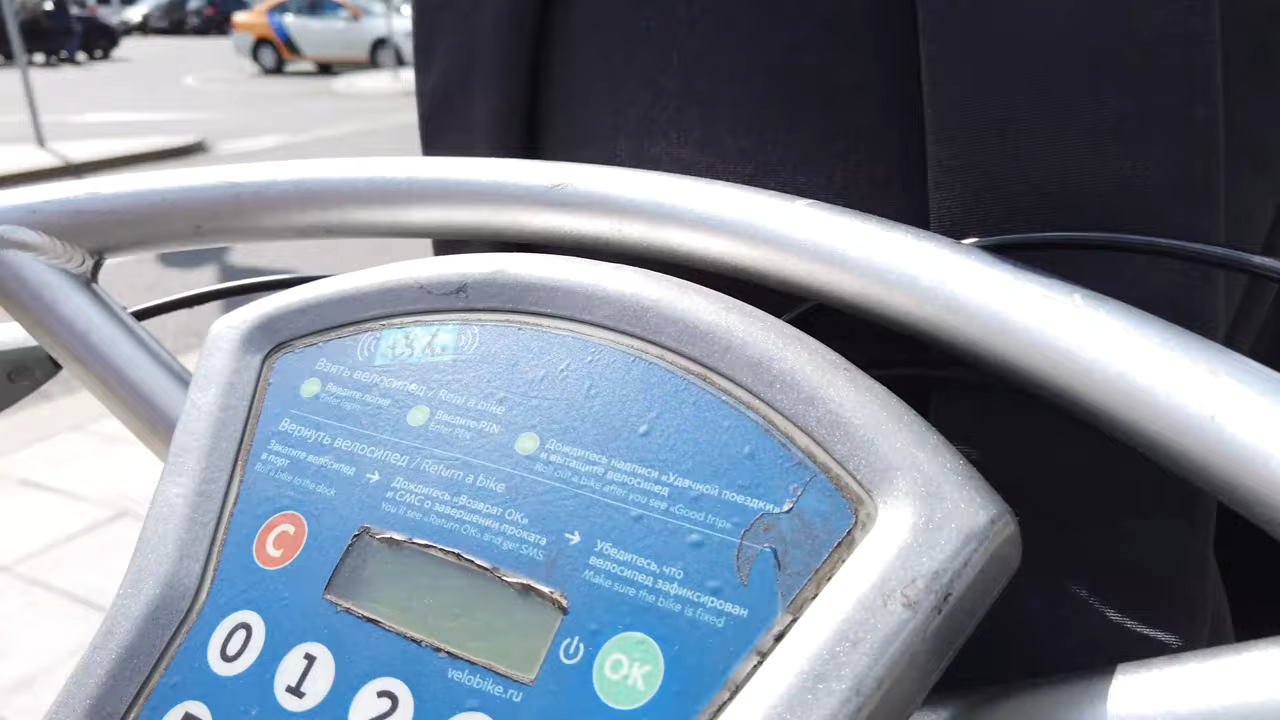 Взять велосипед / Rent a bike
Введите логин
Enter login
Введите PIN
Enter PIN
Дождитесь надписи «Удачной поездки»
и вытащите велосипед
Roll out a bike after you see «Good trip»
Вернуть велосипед / Return a bike
Закатите велосипед
в порт
Roll a bike to the dock
→
Дождитесь «Возврат ОК»
и СМС о завершении проката
You'll see «Return OK» and get SMS
→
Убедитесь, что
велосипед зафиксирован
Make sure the bike is fixed
C
OK
velobike.ru
0
1
2